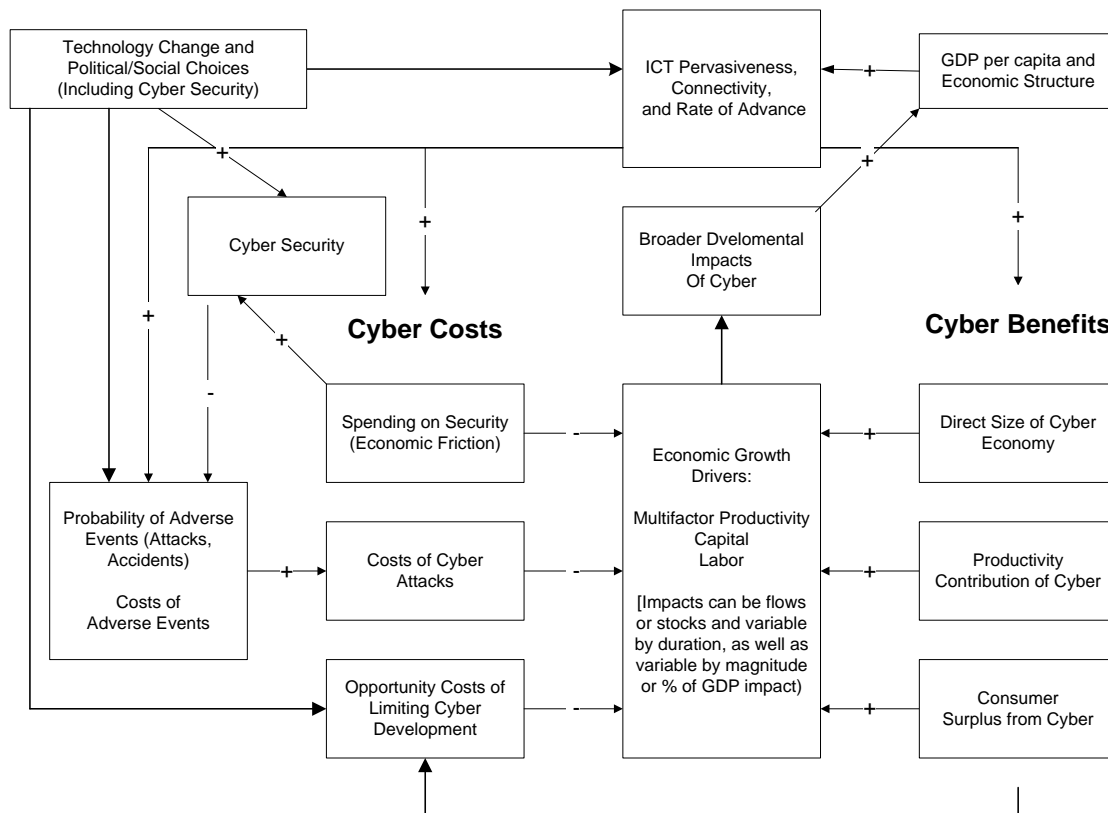 Technology Change and
Political/Social Choices
(Including Cyber Security)
ICT Pervasiveness,
Connectivity,
and Rate of Advance
+
GDP per capita and
Economic Structure
+
+
+
+
+
Cyber Security
Broader Dvelomental
Impacts
Of Cyber
+
+
-
Cyber Costs
Cyber Benefits
Spending on Security
(Economic Friction)
-
Economic Growth
Drivers:
Multifactor Productivity
Capital
Labor
[Impacts can be flows
or stocks and variable
by duration, as well as
variable by magnitude
or % of GDP impact)
+
Direct Size of Cyber
Economy
Probability of Adverse
Events (Attacks,
Accidents)
Costs of
Adverse Events
+
Costs of Cyber
Attacks
-
+
Productivity
Contribution of Cyber
Opportunity Costs of
Limiting Cyber
Development
-
+
Consumer
Surplus from Cyber